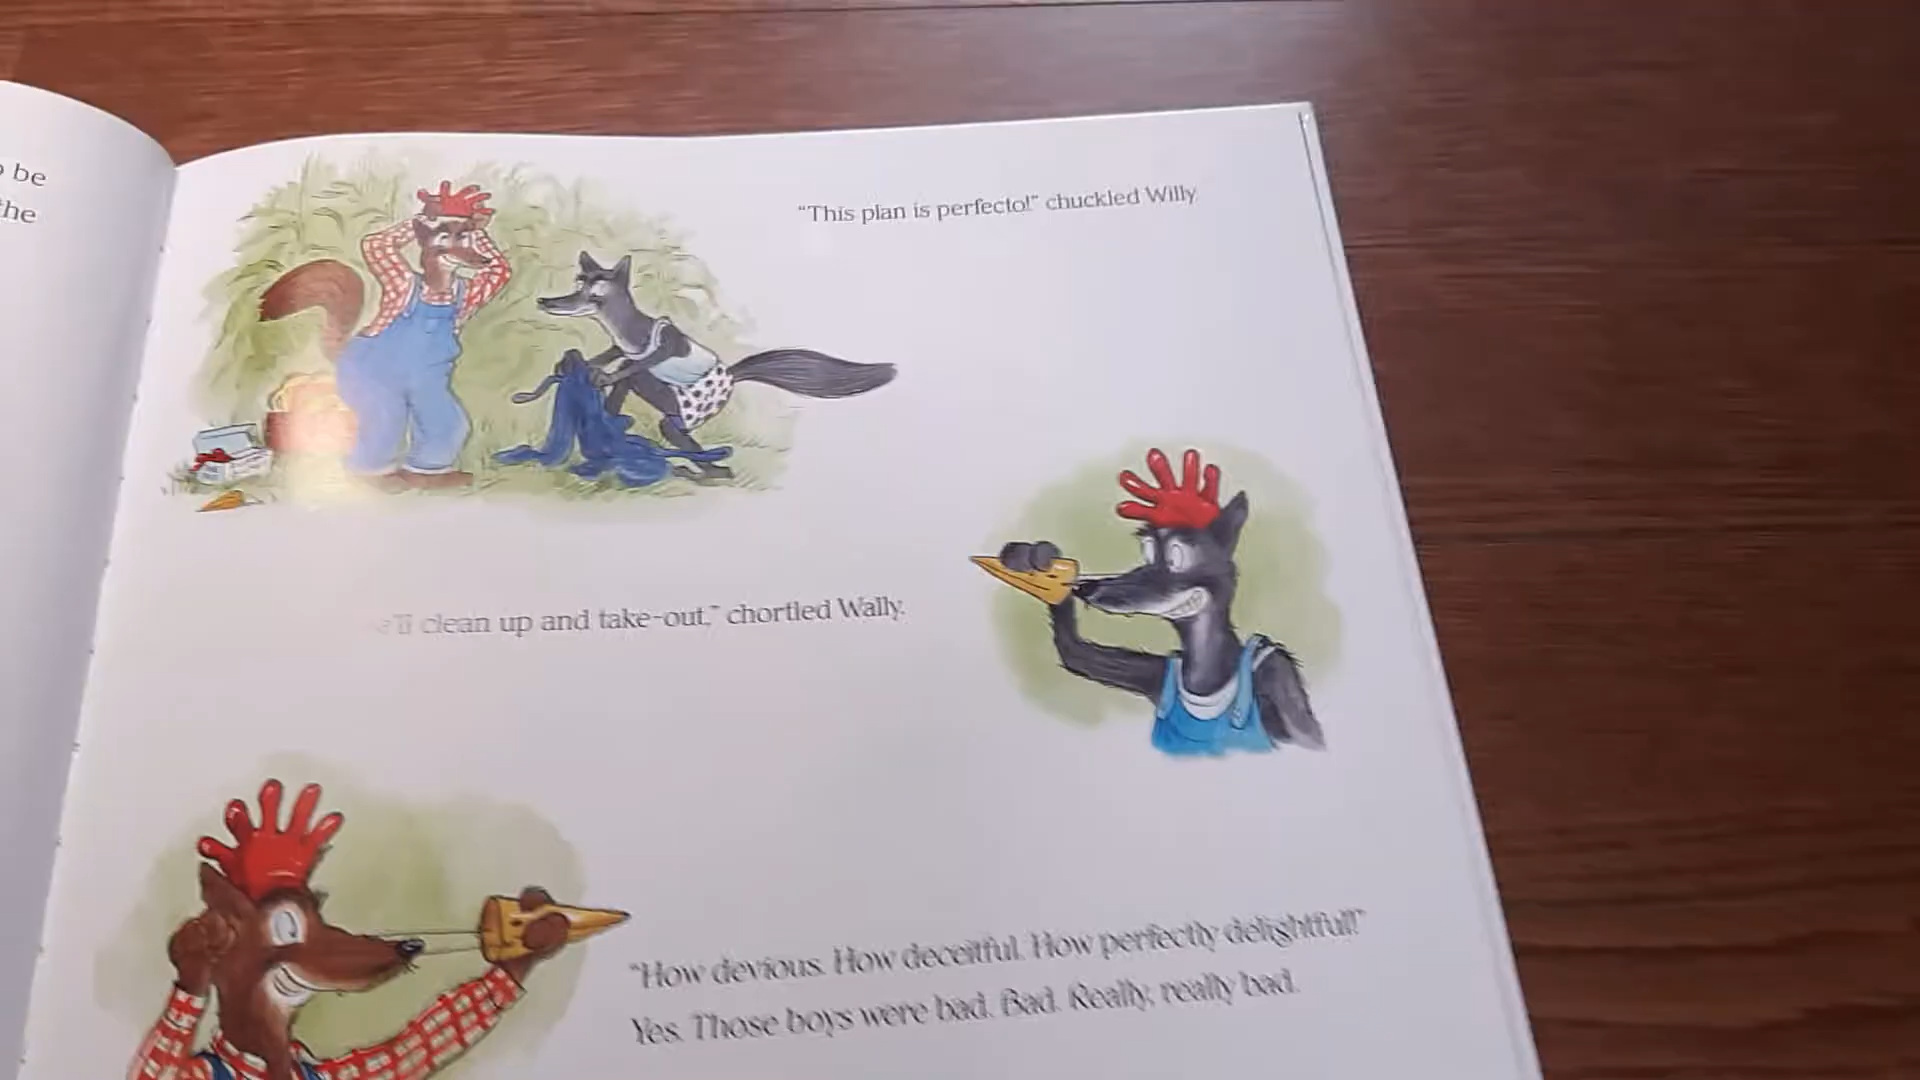 be
the
"This plan is perfecto!" chuckled Willy
clean up and take-out," chortled Wally.
"How devious. How deceitful. How perfectly delightful!"
Yes. Those boys were bad. Bad. Really, really bad.